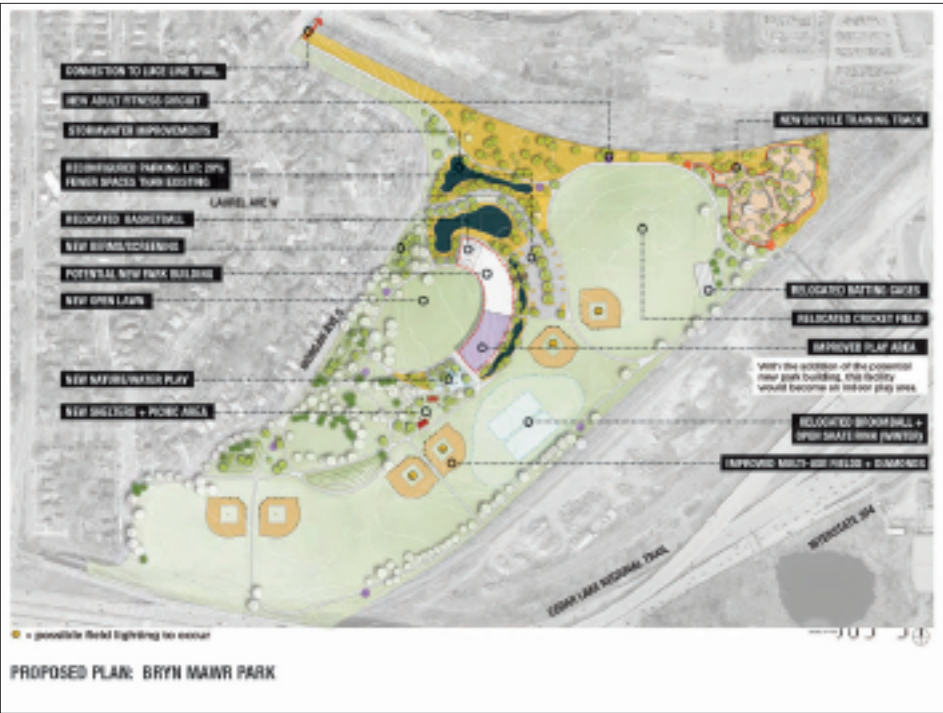 CONNECTION TO LUCE LINE TRAIL
NEW ADULT FITNESS CIRCUIT
STORMWATER IMPROVEMENTS
RECONFIGURED PARKING LOT: 20%
FEWER SPACES THAN EXISTING
LAUREL AVE W
RELOCATED BASKETBALL
NEW BERMS/SCREENING
POTENTIAL NEW PARK BUILDING
NEW OPEN LAWN
MORGAN AVE S
NEW NATURE/WATER PLAY
NEW SHELTERS + PICNIC AREA
NEW BICYCLE TRAINING TRACK
RELOCATED BATTING CAGES
RELOCATED CRICKET FIELD
IMPROVED PLAY AREA
With the addition of the potential
new park building, this facility
would become an indoor play area.
RELOCATED BROOMBALL +
OPEN SKATE RINK (WINTER)
IMPROVED MULTI-USE FIELDS + DIAMONDS
CEDAR LAKE REGIONAL TRAIL
INTERSTATE 394
= possible field lighting to occur
PROPOSED PLAN: BRYN MAWR PARK